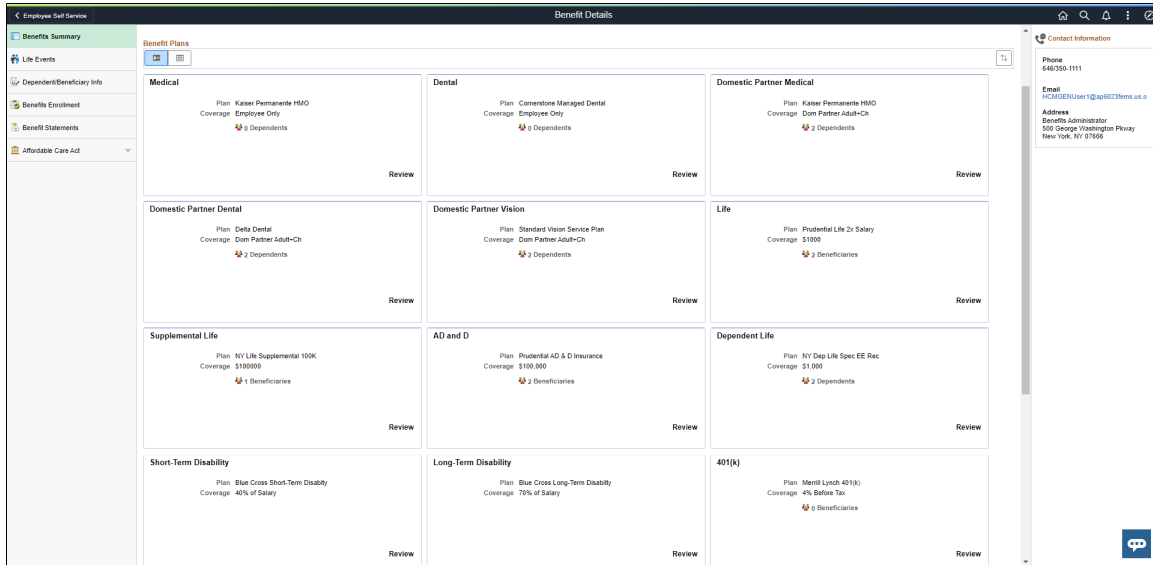 Employee Self Service
Benefit Details
Benefits Summary
Life Events
Dependent/Beneficiary Info
Benefits Enrollment
Benefit Statements
Affordable Care Act
Benefit Plans
Medical
Plan Kaiser Permanente HMO
Coverage Employee Only
0 Dependents
Review
Dental
Plan Cornerstone Managed Dental
Coverage Employee Only
0 Dependents
Review
Domestic Partner Medical
Plan Kaiser Permanente HMO
Coverage Dom Partner Adult+Ch
2 Dependents
Review
Domestic Partner Dental
Plan Delta Dental
Coverage Dom Partner Adult+Ch
2 Dependents
Review
Domestic Partner Vision
Plan Standard Vision Service Plan
Coverage Dom Partner Adult+Ch
2 Dependents
Review
Life
Plan Prudential Life 2x Salary
Coverage $1000
2 Beneficiaries
Review
Supplemental Life
Plan NY Life Supplemental 100K
Coverage $100000
1 Beneficiaries
Review
AD and D
Plan Prudential AD & D Insurance
Coverage $100,000
2 Beneficiaries
Review
Dependent Life
Plan NY Dep Life Spec EE Rec
Coverage $1,000
2 Dependents
Review
Short-Term Disability
Plan Blue Cross Short-Term Disablty
Coverage 40% of Salary
Review
Long-Term Disability
Plan Blue Cross Long-Term Disabilty
Coverage 70% of Salary
Review
401(k)
Plan Merrill Lynch 401(k)
Coverage 4% Before Tax
0 Beneficiaries
Review
Contact Information
Phone
646/350-1111
Email
HCMGENUser1@ap6023fems.us.o
Address
Benefits Administrator
500 George Washington Pkway
New York, NY 07666